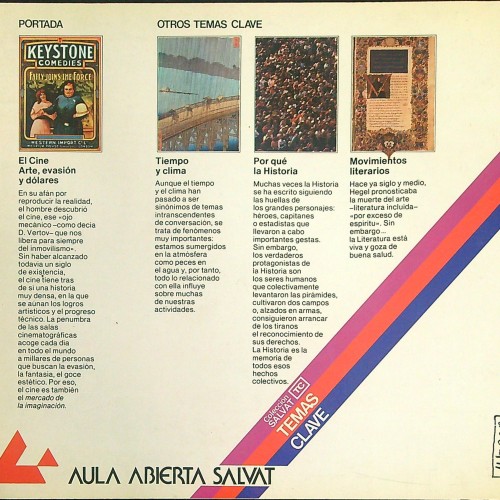 PORTADA
OTROS TEMAS CLAVE
KEYSTONE
COMEDIES
FATTY JOINS THE FORCE
WESTERN IMPORT Co.
El Cine
Arte, evasión
y dólares
En su afán por
reproducir la realidad,
el hombre descubrió
el cine, ese «ojo
mecánico –como decía
D. Vertov– que nos
libera para siempre
del inmovilismo».
Sin haber alcanzado
todavía un siglo
de existencia,
el cine tiene tras
de sí una historia
muy densa, en la que
se aúnan los logros
artísticos y el progreso
técnico. La penumbra
de las salas
cinematográficas
acoge cada día
en todo el mundo
a millares de personas
que buscan la evasión,
la fantasía, el goce
estético. Por eso,
el cine es también
el mercado de
la imaginación.
Tiempo
y clima
Aunque el tiempo
y el clima han
pasado a ser
sinónimos de temas
intranscendentes
de conversación, se
trata de fenómenos
muy importantes:
estamos sumergidos
en la atmósfera
como peces en
el agua y, por tanto,
todo lo relacionado
con ella influye
sobre muchas
de nuestras
actividades.
Por qué
la Historia
Muchas veces la Historia
se ha escrito siguiendo
las huellas de
los grandes personajes:
héroes, capitanes
o estadistas que
llevaron a cabo
importantes gestas.
Sin embargo,
los verdaderos
protagonistas de
la Historia son
los seres humanos
que colectivamente
levantaron las pirámides,
cultivaron dos campos
o, alzados en armas,
consiguieron arrancar
de los tiranos
el reconocimiento de
sus derechos.
La Historia es la
memoria de
todos esos
hechos
colectivos.
Movimientos
literarios
Hace ya siglo y medio,
Hegel pronosticaba
la muerte del arte
–literatura incluida–
«por exceso de
espíritu». Sin
embargo...
la Literatura está
viva y goza de
buena salud.
Colección
SALVAT TC
TEMAS
CLAVE
AULA ABIERTA SALVAT